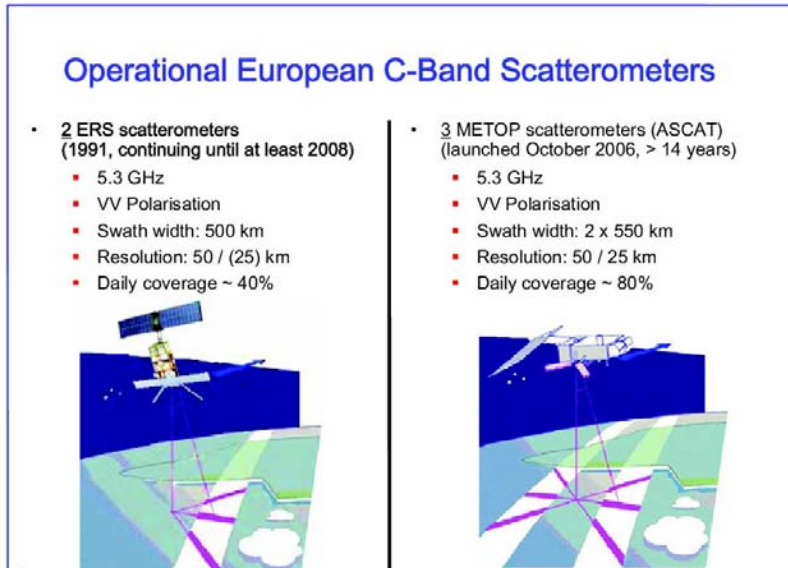 Operational European C-Band Scatterometers
• 2 ERS scatterometers
(1991, continuing until at least 2008)
▪ 5.3 GHz
▪ VV Polarisation
▪ Swath width: 500 km
▪ Resolution: 50 / (25) km
▪ Daily coverage ~ 40%
• 3 METOP scatterometers (ASCAT)
(launched October 2006, > 14 years)
▪ 5.3 GHz
▪ VV Polarisation
▪ Swath width: 2 x 550 km
▪ Resolution: 50 / 25 km
▪ Daily coverage ~ 80%